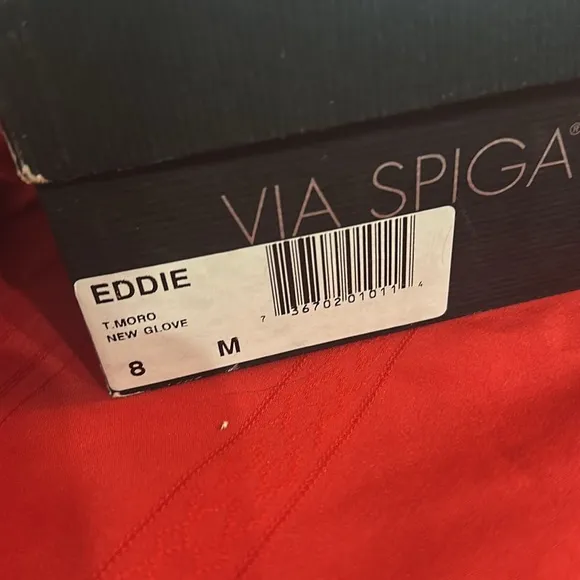 VIA SPIGA®
EDDIE
T.MORO
NEW GLOVE
8 M
7 36702 01011 4